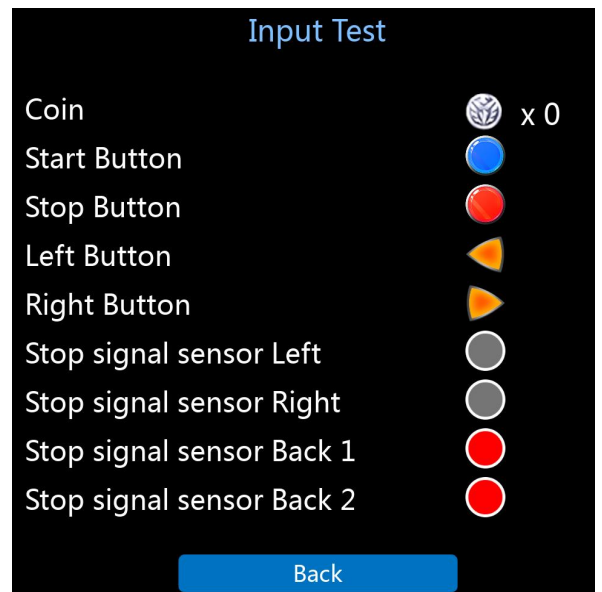 Input Test
Coin x 0
Start Button
Stop Button
Left Button
Right Button
Stop signal sensor Left
Stop signal sensor Right
Stop signal sensor Back 1
Stop signal sensor Back 2
Back